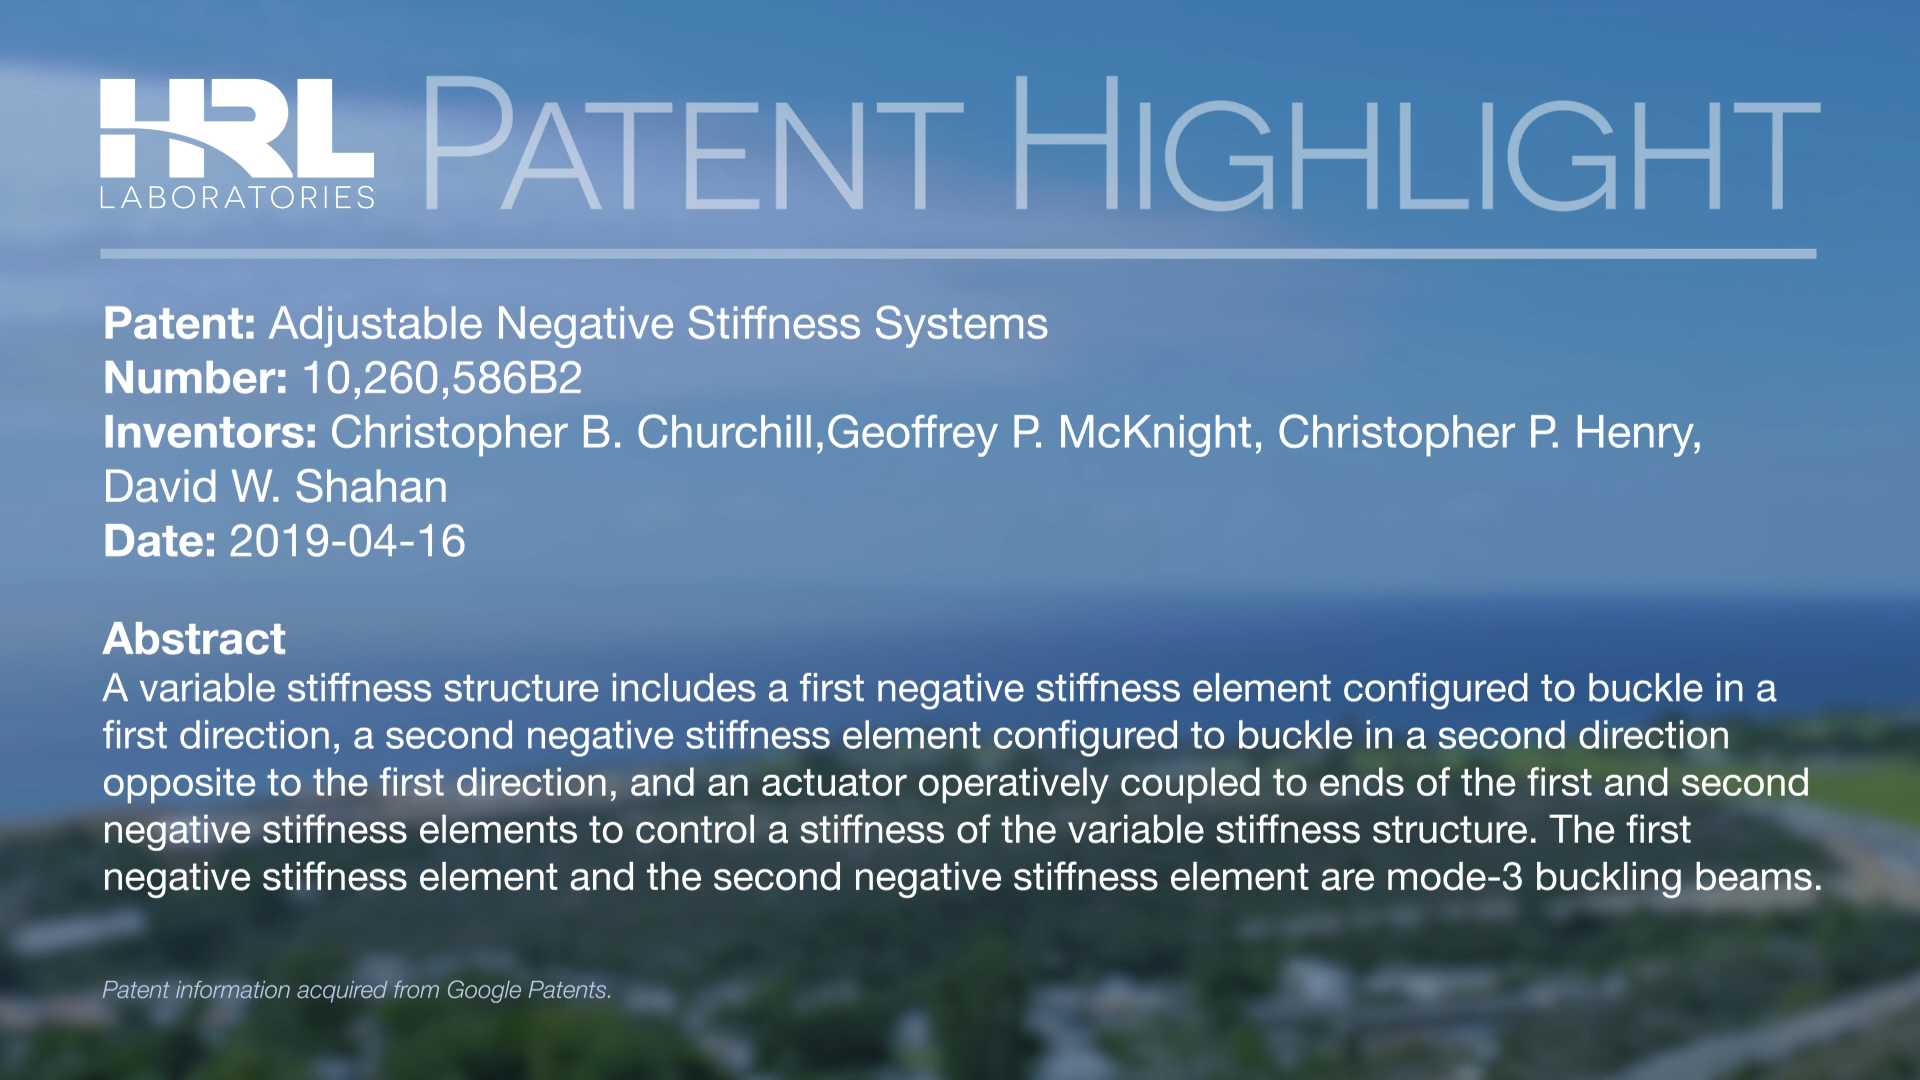 HRL
LABORATORIES
PATENT HIGHLIGHT
Patent: Adjustable Negative Stiffness Systems
Number: 10,260,586B2
Inventors: Christopher B. Churchill,Geoffrey P. McKnight, Christopher P. Henry,
David W. Shahan
Date: 2019-04-16
Abstract
A variable stiffness structure includes a first negative stiffness element configured to buckle in a
first direction, a second negative stiffness element configured to buckle in a second direction
opposite to the first direction, and an actuator operatively coupled to ends of the first and second
negative stiffness elements to control a stiffness of the variable stiffness structure. The first
negative stiffness element and the second negative stiffness element are mode-3 buckling beams.
Patent information acquired from Google Patents.